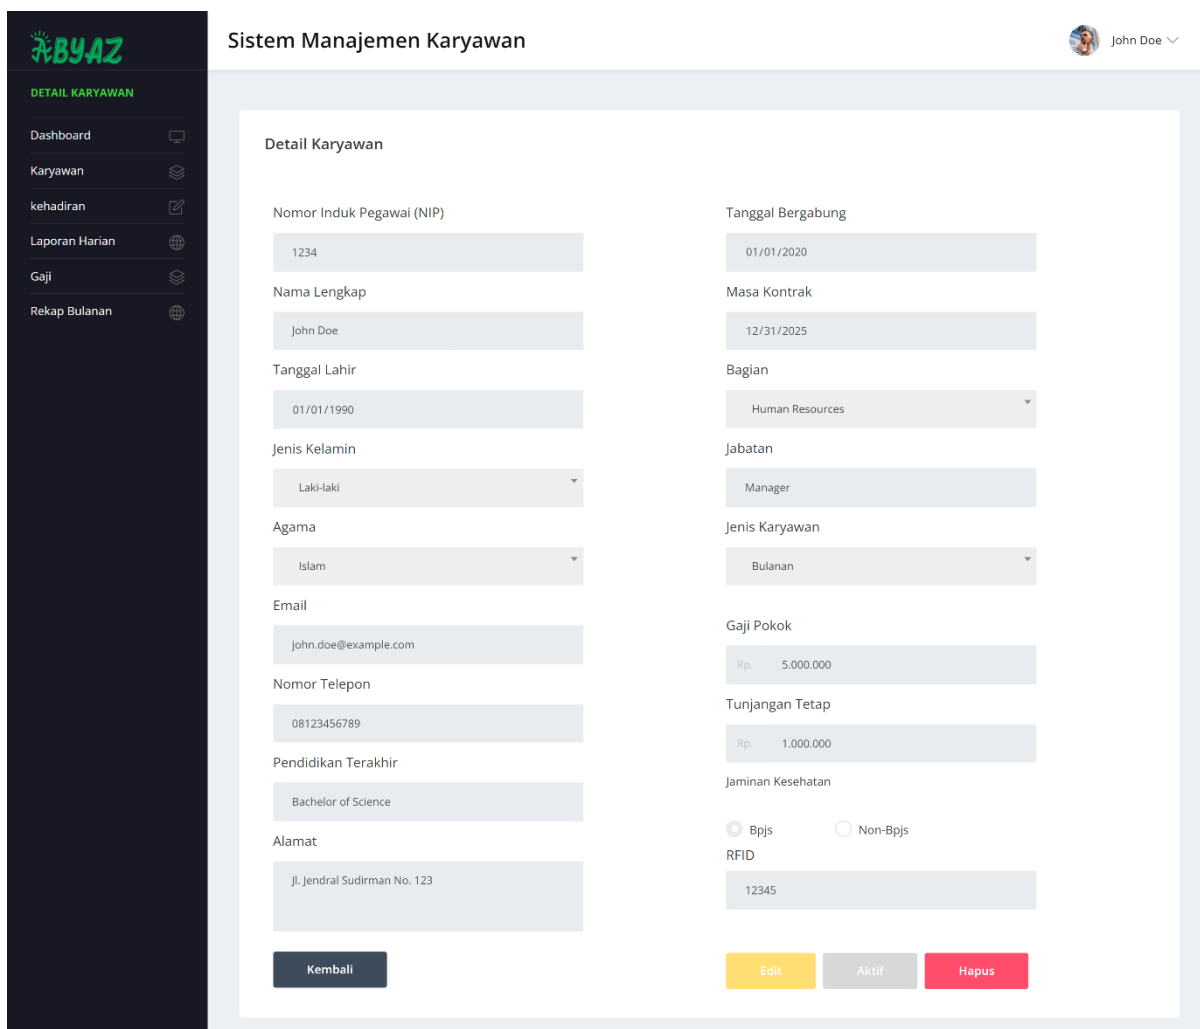 ABYAZ
Sistem Manajemen Karyawan
John Doe
DETAIL KARYAWAN
Dashboard
Karyawan
kehadiran
Laporan Harian
Gaji
Rekap Bulanan
Detail Karyawan
Nomor Induk Pegawai (NIP)
1234
Nama Lengkap
John Doe
Tanggal Lahir
01/01/1990
Jenis Kelamin
Laki-laki
Agama
Islam
Email
john.doe@example.com
Nomor Telepon
08123456789
Pendidikan Terakhir
Bachelor of Science
Alamat
Jl. Jendral Sudirman No. 123
Kembali
Tanggal Bergabung
01/01/2020
Masa Kontrak
12/31/2025
Bagian
Human Resources
Jabatan
Manager
Jenis Karyawan
Bulanan
Gaji Pokok
Rp. 5.000.000
Tunjangan Tetap
Rp. 1.000.000
Jaminan Kesehatan
Bpjs Non-Bpjs
RFID
12345
Edit Aktif Hapus